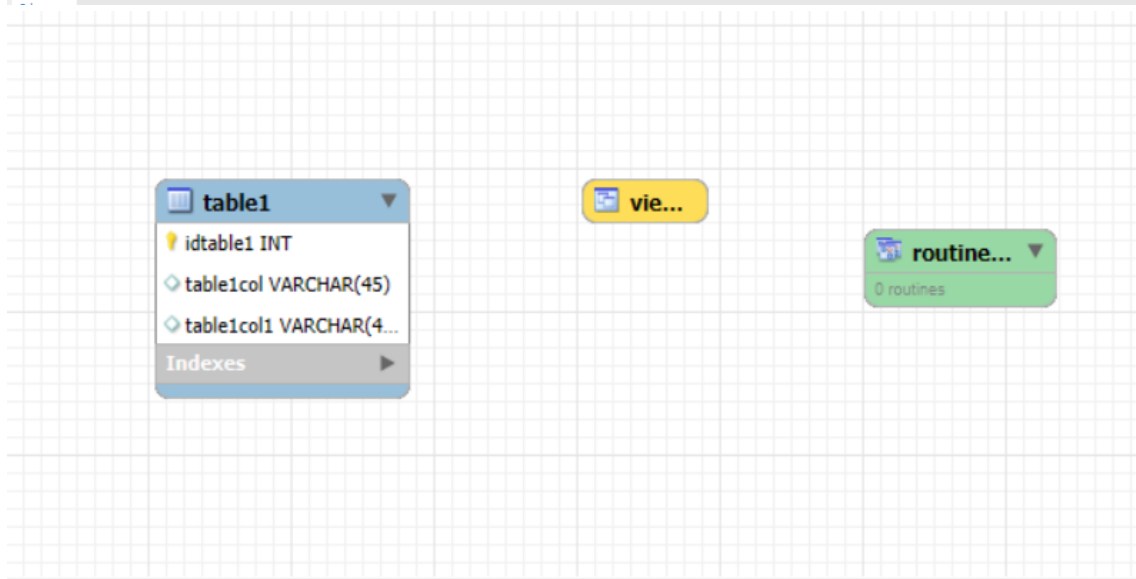 table1
idtable1 INT
table1col VARCHAR(45)
table1col1 VARCHAR(4...
Indexes
vie...
routine...
0 routines